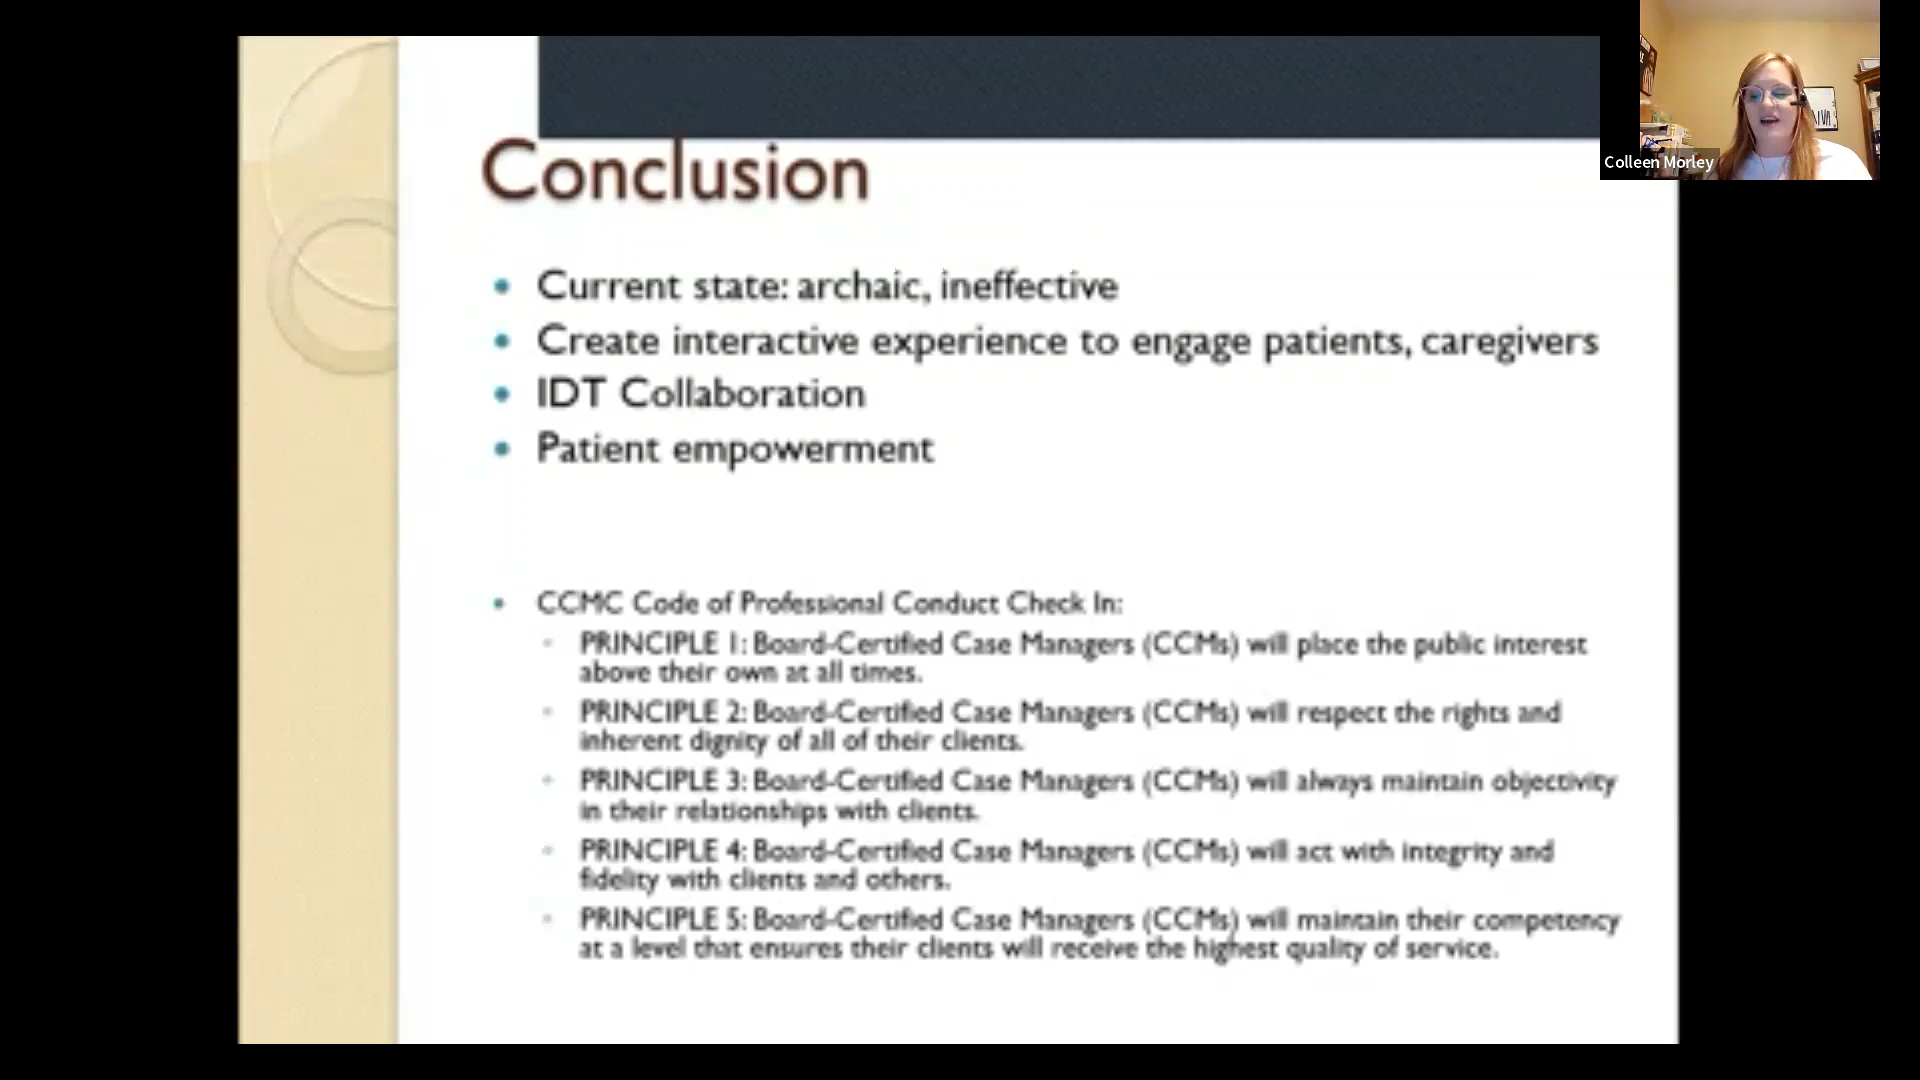 Conclusion
Current state: archaic, ineffective
Create interactive experience to engage patients, caregivers
IDT Collaboration
Patient empowerment
CCMC Code of Professional Conduct Check In:
PRINCIPLE 1: Board-Certified Case Managers (CCMs) will place the public interest
above their own at all times.
PRINCIPLE 2: Board-Certified Case Managers (CCMs) will respect the rights and
inherent dignity of all of their clients.
PRINCIPLE 3: Board-Certified Case Managers (CCMs) will always maintain objectivity
in their relationships with clients.
PRINCIPLE 4: Board-Certified Case Managers (CCMs) will act with integrity and
fidelity with clients and others.
PRINCIPLE 5: Board-Certified Case Managers (CCMs) will maintain their competency
at a level that ensures their clients will receive the highest quality of service.
Colleen Morley